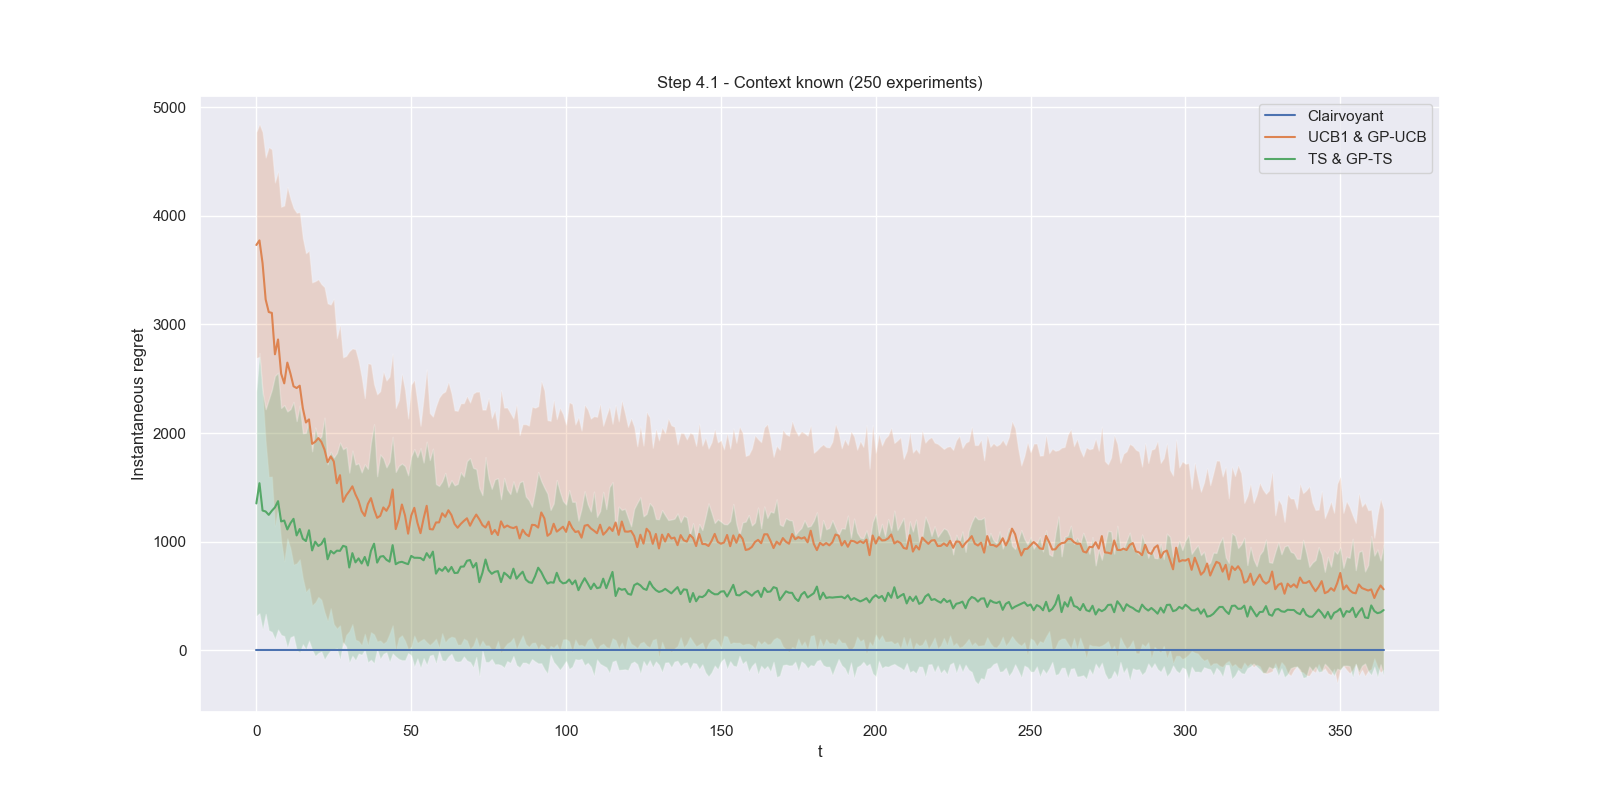 Step 4.1 - Context known (250 experiments)
Clairvoyant
UCB1 & GP-UCB
TS & GP-TS
Instantaneous regret
5000
4000
3000
2000
1000
0
0 50 100 150 200 250 300 350
t